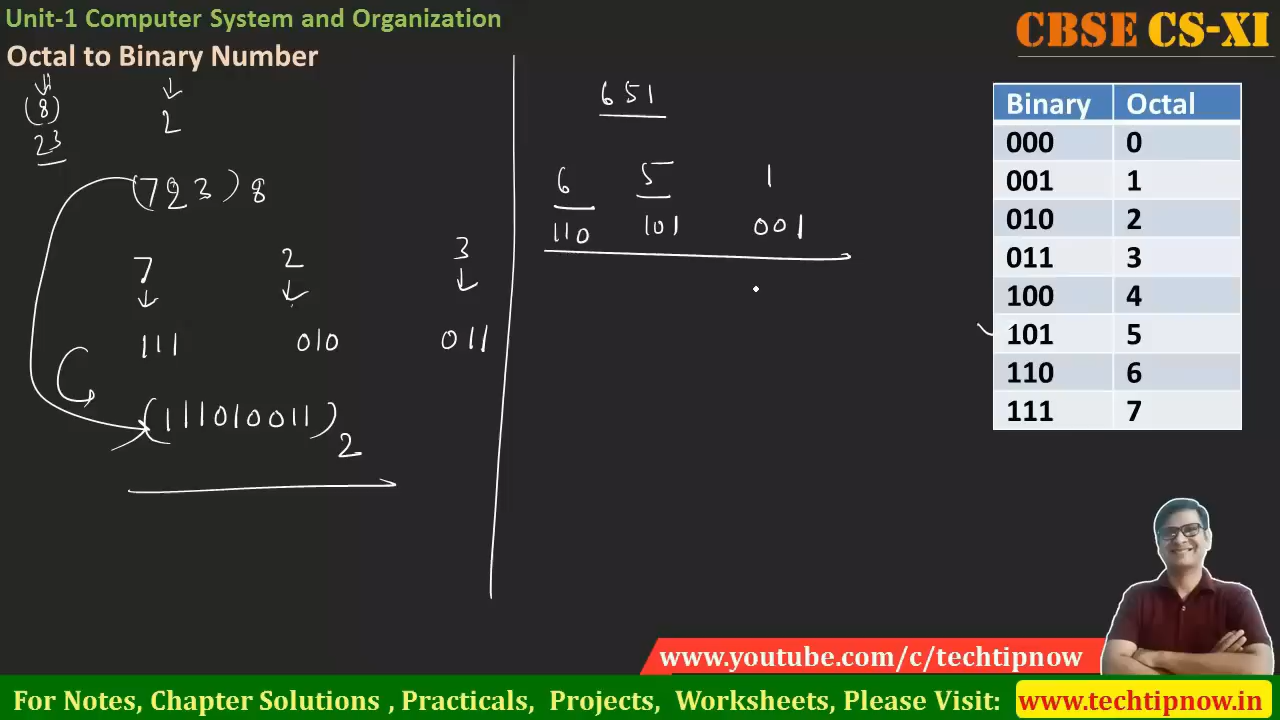 Unit-1 Computer System and Organization
CBSE CS-XI
Octal to Binary Number
(8) 2
23
(723)8
7 2 3
111 010 011
(111010011)2
651
6 5 1
110 101 001
Binary Octal
000 0
001 1
010 2
011 3
100 4
101 5
110 6
111 7
www.youtube.com/c/techtipnow
For Notes, Chapter Solutions , Practicals, Projects, Worksheets, Please Visit: www.techtipnow.in